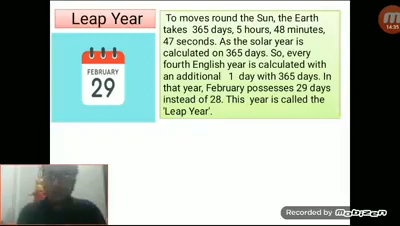 Leap Year
To moves round the Sun, the Earth
takes 365 days, 5 hours, 48 minutes,
47 seconds. As the solar year is
calculated on 365 days. So, every
fourth English year is calculated with
an additional 1 day with 365 days. In
that year, February possesses 29 days
instead of 28. This year is called the
'Leap Year'.
FEBRUARY
29
14:35
Recorded by Mobizen